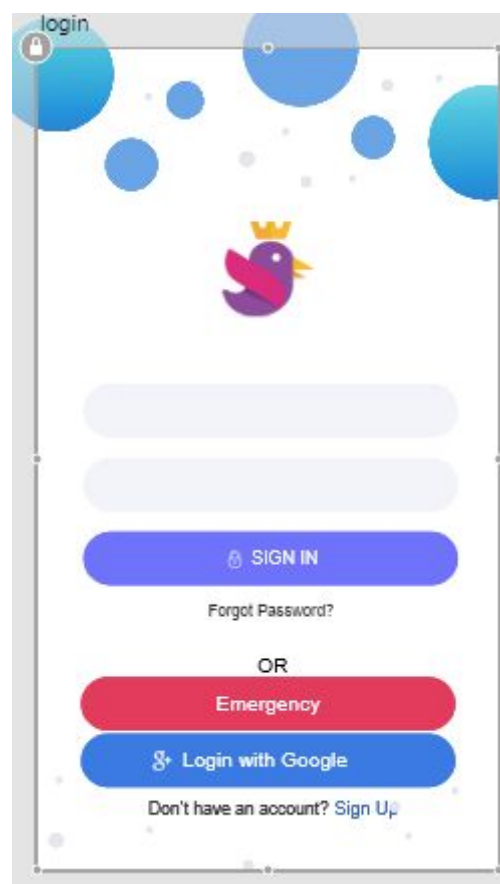 login
SIGN IN
Forgot Password?
OR
Emergency
Login with Google
Don't have an account? Sign Up